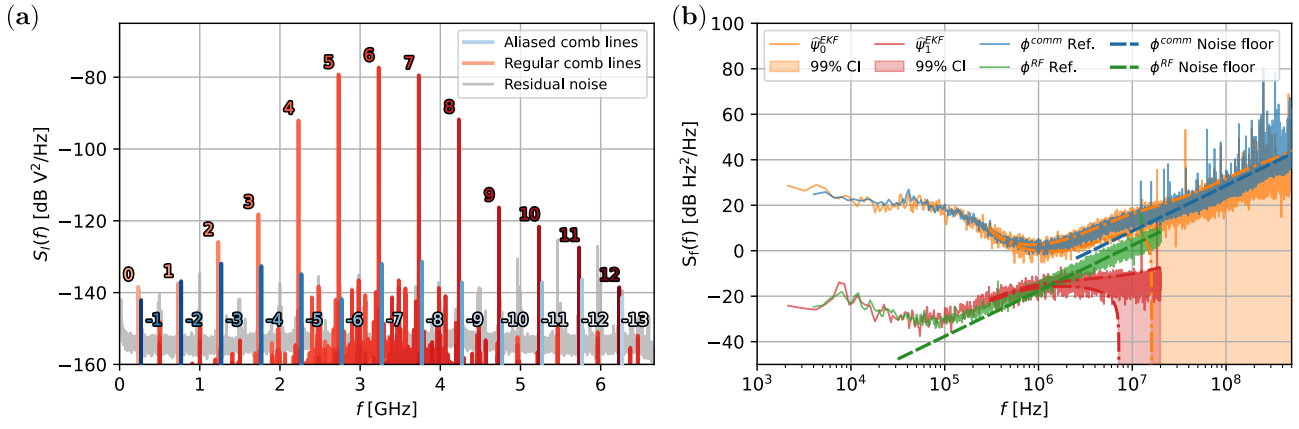 (a)
S_i(f) [dB V²/Hz]
−80
−100
−120
−140
−160
0 1 2 3 4 5 6 7 8 9 10 11 12
-1 -2 -3 -4 -5 -6 -7 -8 -9 -10 -11 -12 -13
Aliased comb lines
Regular comb lines
Residual noise
0 1 2 3 4 5 6
f [GHz]
(b)
S_f(f) [dB Hz²/Hz]
100
80
60
40
20
0
−20
−40
ψ̂₀^EKF
99% CI
ψ̂₁^EKF
99% CI
ϕ^comm Ref.
ϕ^RF Ref.
ϕ^comm Noise floor
ϕ^RF Noise floor
10³ 10⁴ 10⁵ 10⁶ 10⁷ 10⁸
f [Hz]